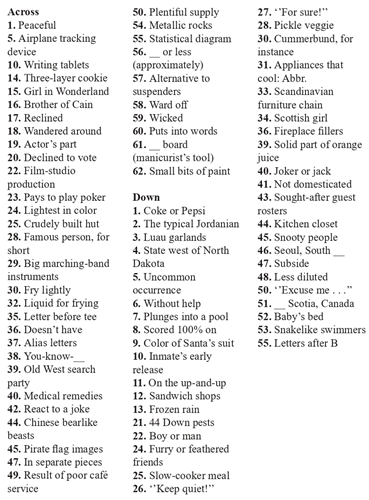 Across
1. Peaceful
5. Airplane tracking
device
10. Writing tablets
14. Three-layer cookie
15. Girl in Wonderland
16. Brother of Cain
17. Reclined
18. Wandered around
19. Actor's part
20. Declined to vote
22. Film-studio
production
23. Pays to play poker
24. Lightest in color
25. Crudely built hut
28. Famous person, for
short
29. Big marching-band
instruments
30. Fry lightly
32. Liquid for frying
35. Letter before tee
36. Doesn't have
37. Alias letters
38. You-know-__
39. Old West search
party
40. Medical remedies
42. React to a joke
44. Chinese bearlike
beasts
45. Pirate flag images
47. In separate pieces
49. Result of poor café
service
50. Plentiful supply
54. Metallic rocks
55. Statistical diagram
56. __ or less
(approximately)
57. Alternative to
suspenders
58. Ward off
59. Wicked
60. Puts into words
61. __ board
(manicurist's tool)
62. Small bits of paint
Down
1. Coke or Pepsi
2. The typical Jordanian
3. Luau garlands
4. State west of North
Dakota
5. Uncommon
occurrence
6. Without help
7. Plunges into a pool
8. Scored 100% on
9. Color of Santa's suit
10. Inmate's early
release
11. On the up-and-up
12. Sandwich shops
13. Frozen rain
21. 44 Down pests
22. Boy or man
24. Furry or feathered
friends
25. Slow-cooker meal
26. ''Keep quiet!''
27. ''For sure!''
28. Pickle veggie
30. Cummerbund, for
instance
31. Appliances that
cool: Abbr.
33. Scandinavian
furniture chain
34. Scottish girl
36. Fireplace fillers
39. Solid part of orange
juice
40. Joker or jack
41. Not domesticated
43. Sought-after guest
rosters
44. Kitchen closet
45. Snooty people
46. Seoul, South __
47. Subside
48. Less diluted
50. ''Excuse me . . .''
51. __ Scotia, Canada
52. Baby's bed
53. Snakelike swimmers
55. Letters after B